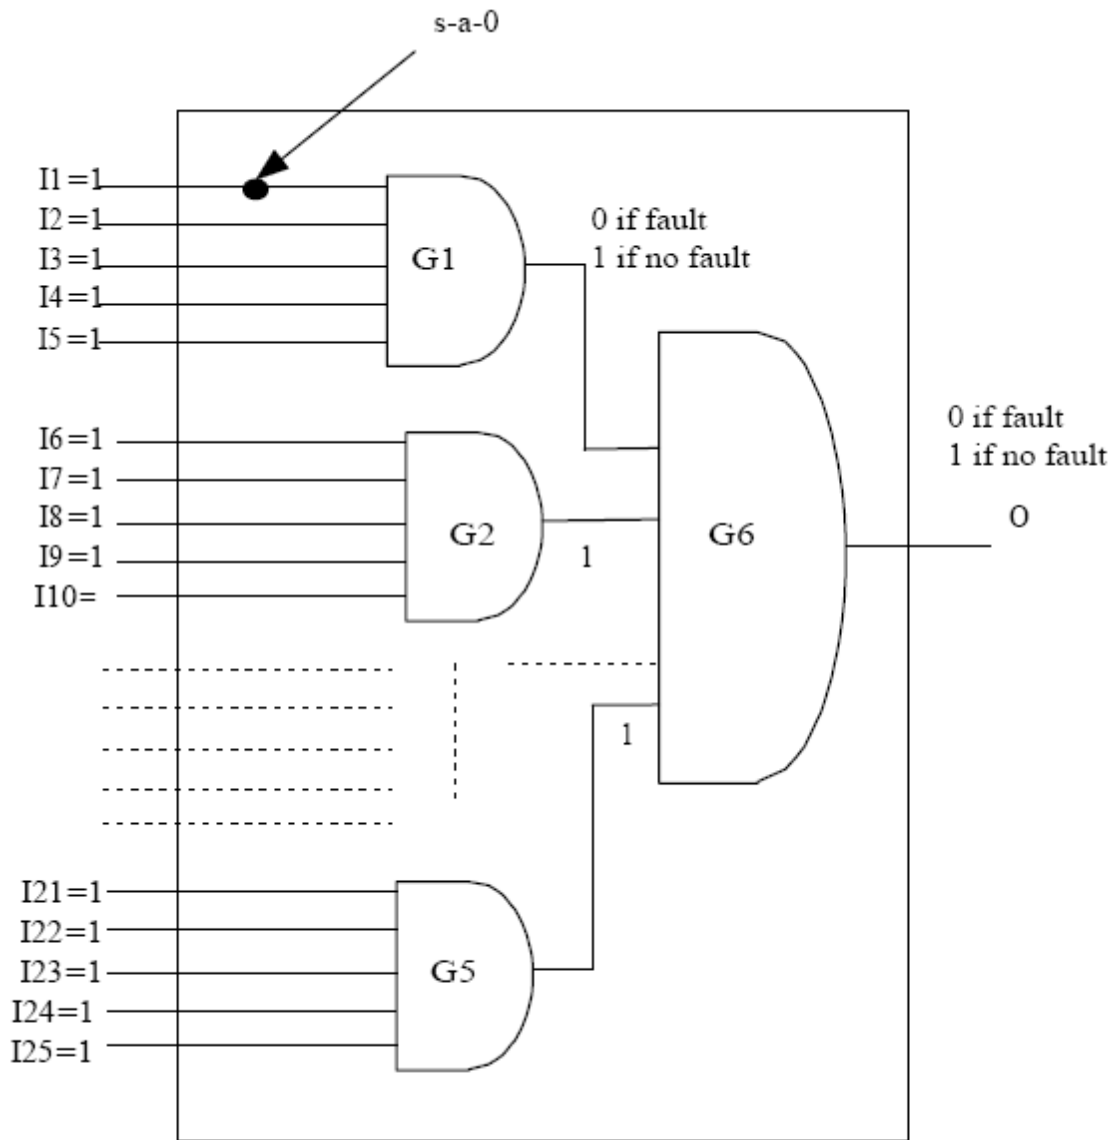 s-a-0
I1=1
I2=1
I3=1
I4=1
I5=1
G1
0 if fault
1 if no fault
I6=1
I7=1
I8=1
I9=1
I10=
G2
1
G6
0 if fault
1 if no fault
O
1
I21=1
I22=1
I23=1
I24=1
I25=1
G5